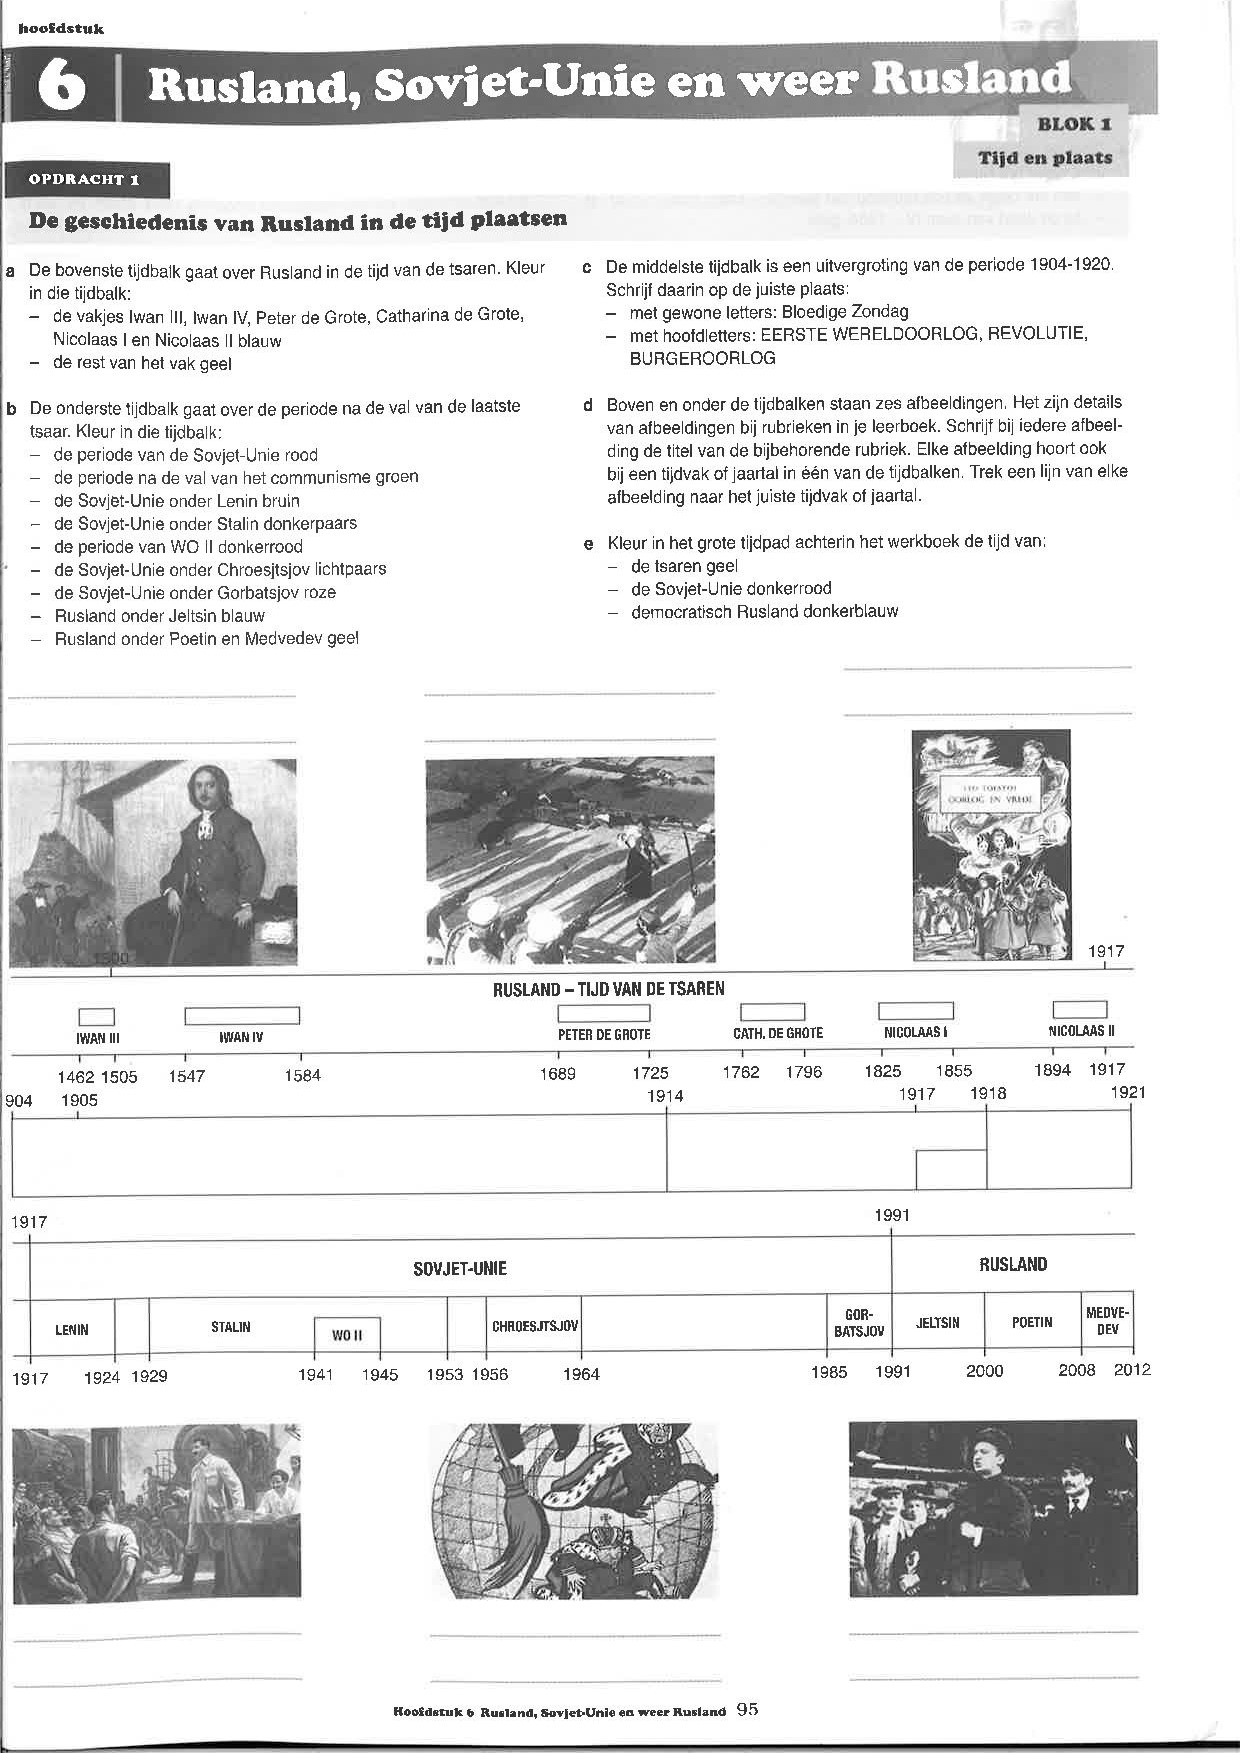 hoofdstuk
6 Rusland, Sovjet-Unie en weer Rusland
BLOK 1
Tijd en plaats
OPDRACHT 1
De geschiedenis van Rusland in de tijd plaatsen
a De bovenste tijdbalk gaat over Rusland in de tijd van de tsaren. Kleur
in die tijdbalk:
– de vakjes Iwan III, Iwan IV, Peter de Grote, Catharina de Grote,
Nicolaas I en Nicolaas II blauw
– de rest van het vak geel
b De onderste tijdbalk gaat over de periode na de val van de laatste
tsaar. Kleur in die tijdbalk:
– de periode van de Sovjet-Unie rood
– de periode na de val van het communisme groen
– de Sovjet-Unie onder Lenin bruin
– de Sovjet-Unie onder Stalin donkerpaars
– de periode van WO II donkerrood
– de Sovjet-Unie onder Chroesjtsjov lichtpaars
– de Sovjet-Unie onder Gorbatsjov roze
– Rusland onder Jeltsin blauw
– Rusland onder Poetin en Medvedev geel
c De middelste tijdbalk is een uitvergroting van de periode 1904-1920.
Schrijf daarin op de juiste plaats:
– met gewone letters: Bloedige Zondag
– met hoofdletters: EERSTE WERELDOORLOG, REVOLUTIE,
BURGEROORLOG
d Boven en onder de tijdbalken staan zes afbeeldingen. Het zijn details
van afbeeldingen bij rubrieken in je leerboek. Schrijf bij iedere afbeel-
ding de titel van de bijbehorende rubriek. Elke afbeelding hoort ook
bij een tijdvak of jaartal in één van de tijdbalken. Trek een lijn van elke
afbeelding naar het juiste tijdvak of jaartal.
e Kleur in het grote tijdpad achterin het werkboek de tijd van:
– de tsaren geel
– de Sovjet-Unie donkerrood
– democratisch Rusland donkerblauw
LEO TOLSTOI
OORLOG EN VREDE
1500
1917
RUSLAND – TIJD VAN DE TSAREN
IWAN III IWAN IV PETER DE GROTE CATH. DE GROTE NICOLAAS I NICOLAAS II
1462 1505 1547 1584 1689 1725 1762 1796 1825 1855 1894 1917
904 1905 1914 1917 1918 1921
1917 1991
SOVJET-UNIE RUSLAND
LENIN STALIN WO II CHROESJTSJOV GOR-
BATSJOV JELTSIN POETIN MEDVE-
DEV
1917 1924 1929 1941 1945 1953 1956 1964 1985 1991 2000 2008 2012
Hoofdstuk 6 Rusland, Sovjet-Unie en weer Rusland 95